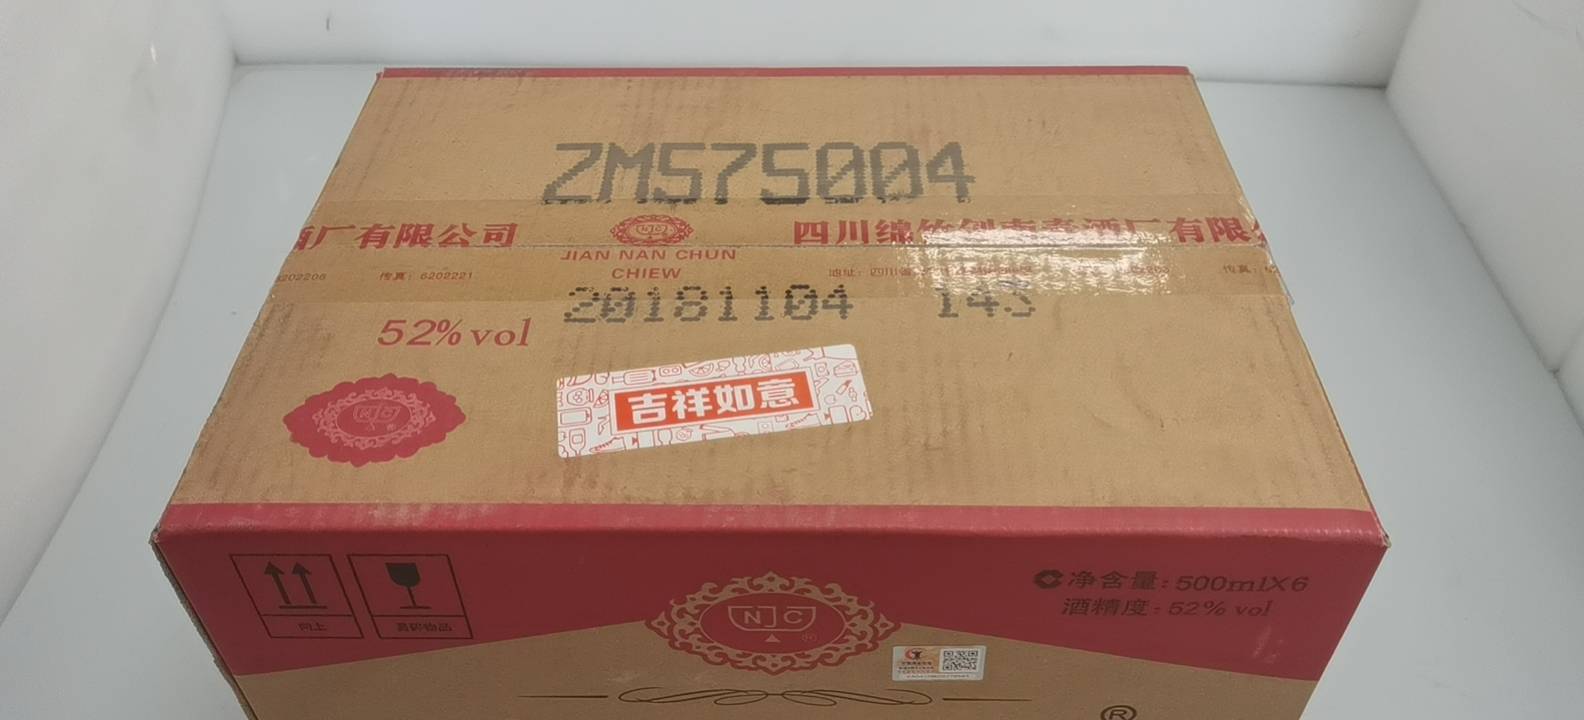 ZMS75004
酒厂有限公司
四川绵竹剑南春酒厂有限公
JIAN NAN CHUN
CHIEW
传真：6202221
20181104 143
52% vol
吉祥如意
向上
易碎物品
NJC
®
净含量：500mlX6
酒精度：52% vol
®